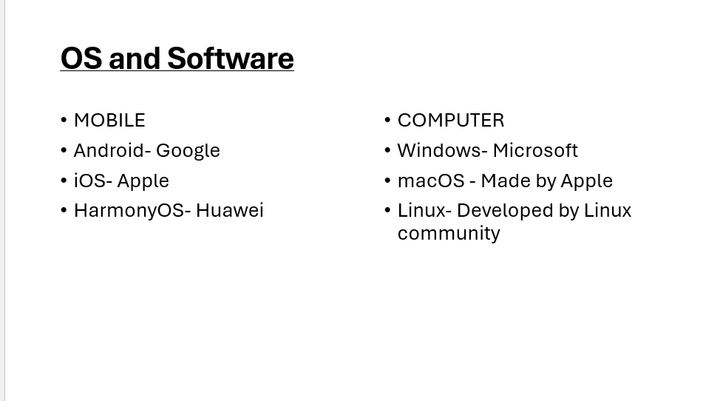 OS and Software
• MOBILE
• Android- Google
• iOS- Apple
• HarmonyOS- Huawei
• COMPUTER
• Windows- Microsoft
• macOS - Made by Apple
• Linux- Developed by Linux
community